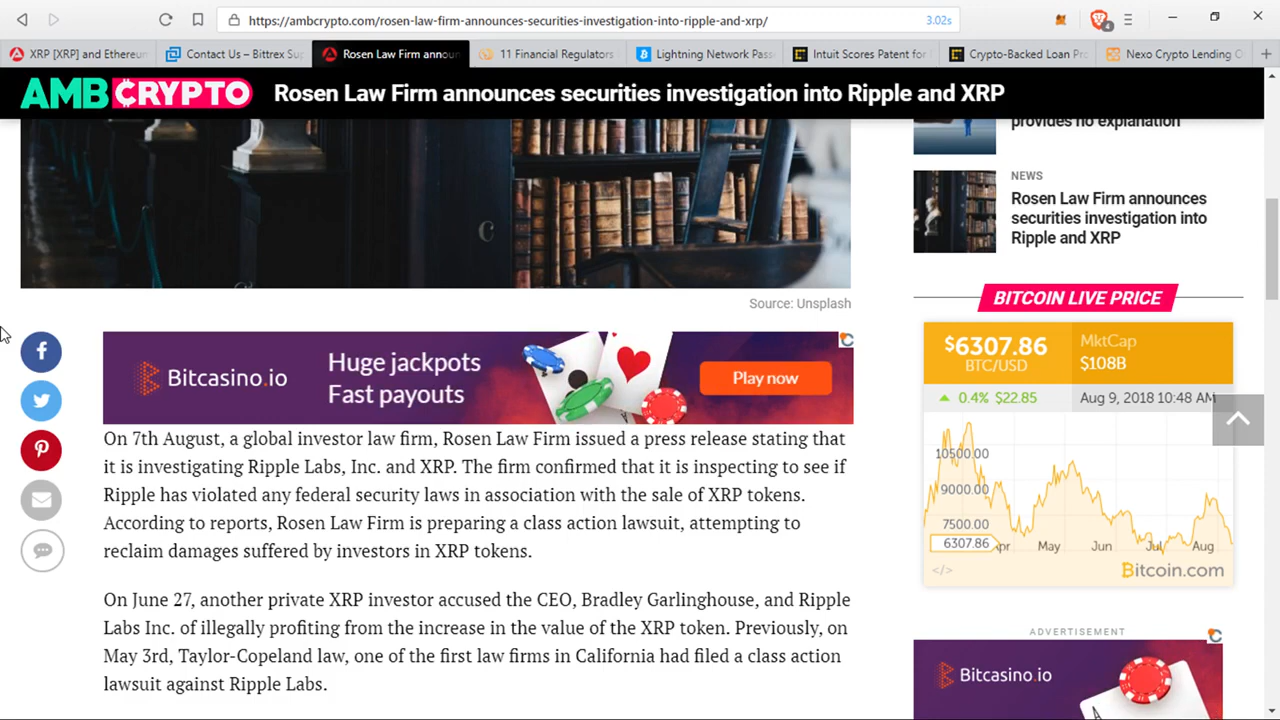 https://ambcrypto.com/rosen-law-firm-announces-securities-investigation-into-ripple-and-xrp/
3.02s
4
XRP [XRP] and Ethereum
Contact Us – Bittrex Sup
Rosen Law Firm announ
11 Financial Regulators
Lightning Network Pas
Intuit Scores Patent for
Crypto-Backed Loan Pr
Nexo Crypto Lending
AMBCRYPTO
Rosen Law Firm announces securities investigation into Ripple and XRP
provides no explanation
NEWS
Rosen Law Firm announces
securities investigation into
Ripple and XRP
Source: Unsplash
BITCOIN LIVE PRICE
Bitcasino.io
Huge jackpots
Fast payouts
Play now
$6307.86
BTC/USD
MktCap
$108B
0.4% $22.85
Aug 9, 2018 10:48 AM
10500.00
9000.00
7500.00
6307.86
Apr
May
Jun
Jul
Aug
</>
Bitcoin.com
On 7th August, a global investor law firm, Rosen Law Firm issued a press release stating that
it is investigating Ripple Labs, Inc. and XRP. The firm confirmed that it is inspecting to see if
Ripple has violated any federal security laws in association with the sale of XRP tokens.
According to reports, Rosen Law Firm is preparing a class action lawsuit, attempting to
reclaim damages suffered by investors in XRP tokens.
On June 27, another private XRP investor accused the CEO, Bradley Garlinghouse, and Ripple
Labs Inc. of illegally profiting from the increase in the value of the XRP token. Previously, on
May 3rd, Taylor-Copeland law, one of the first law firms in California had filed a class action
lawsuit against Ripple Labs.
ADVERTISEMENT
Bitcasino.io